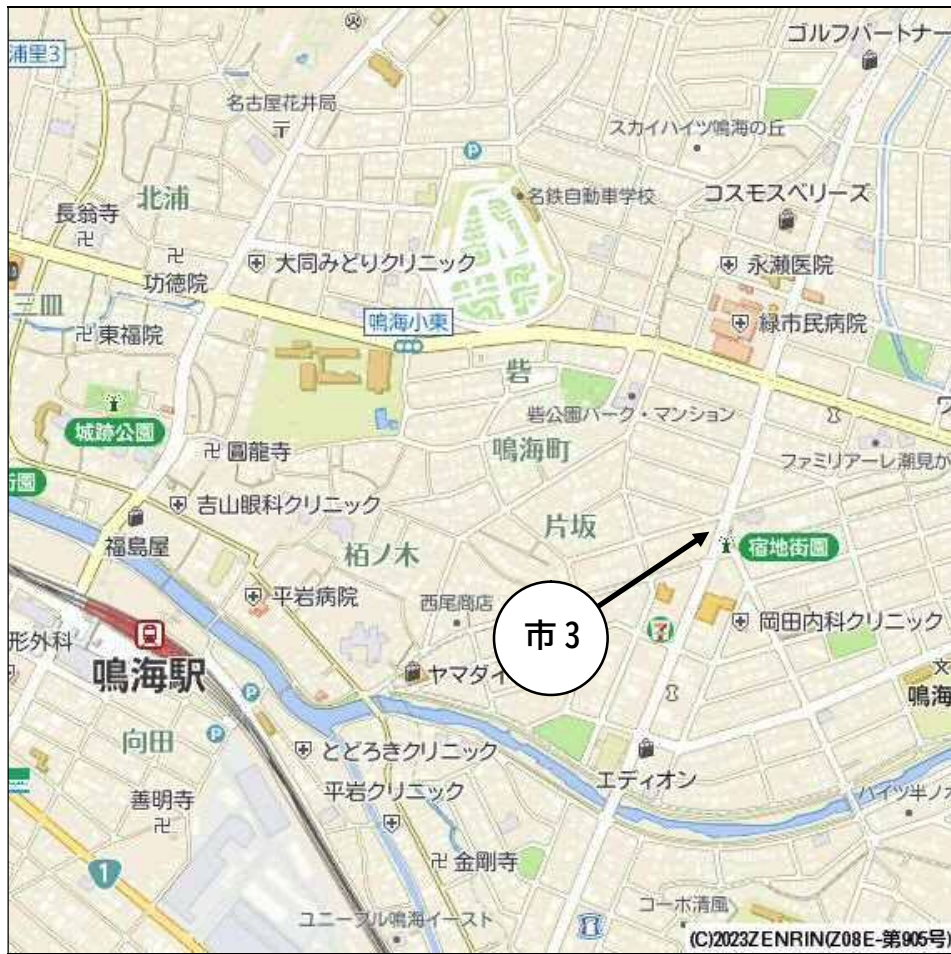 ゴルフパートナー
浦里3
名古屋花井局
スカイハイツ鳴海の丘
P
名鉄自動車学校
コスモスベリーズ
北浦
長翁寺
大同みどりクリニック
永瀬医院
功徳院
三皿
鳴海小東
緑市民病院
東福院
砦
砦公園パーク・マンション
城跡公園
圓龍寺
鳴海町
ファミリアーレ潮見が
街園
吉山眼科クリニック
片坂
福島屋
栢ノ木
宿地街園
平岩病院
西尾商店
市3
岡田内科クリニック
形外科
7
鳴海駅
ヤマダイ
鳴海
P
向田
P
とどろきクリニック
エディオン
善明寺
平岩クリニック
ハイツ半ノ木
1
金剛寺
コーポ清風
ユニーブル鳴海イースト
(C)2023ZENRIN(Z08E-第905号)